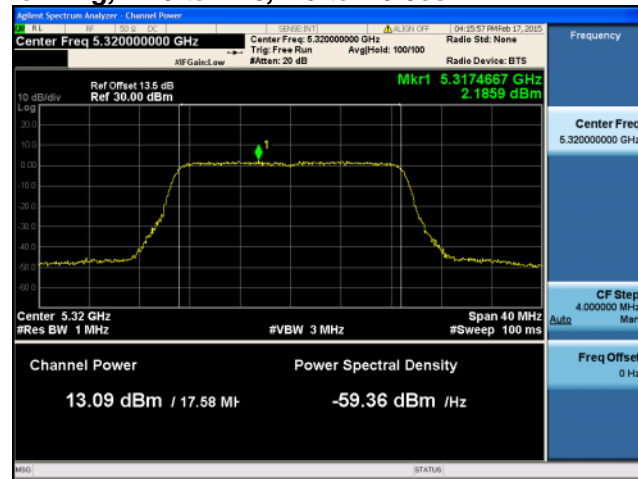 Agilent Spectrum Analyzer - Channel Power
RL RF 50 Ω DC SENSE:INT ALIGN OFF 04:15:57 PM Feb 17, 2015
Center Freq 5.320000000 GHz
Center Freq: 5.320000000 GHz
Radio Std: None
Trig: Free Run Avg|Hold: 100/100
#IFGain:Low
#Atten: 20 dB
Radio Device: BTS
Ref Offset 13.5 dB
10 dB/div Ref 30.00 dBm
Mkr1 5.3174667 GHz
2.1859 dBm
Log
20.0
10.0
0.00
-10.0
-20.0
-30.0
-40.0
-50.0
-60.0
1
Center 5.32 GHz
Span 40 MHz
#Res BW 1 MHz
#VBW 3 MHz
#Sweep 100 ms
Channel Power
Power Spectral Density
13.09 dBm / 17.58 MH
-59.36 dBm /Hz
MSG
STATUS
Frequency
Center Freq
5.320000000 GHz
CF Step
4.000000 MHz
Auto Man
Freq Offset
0 Hz